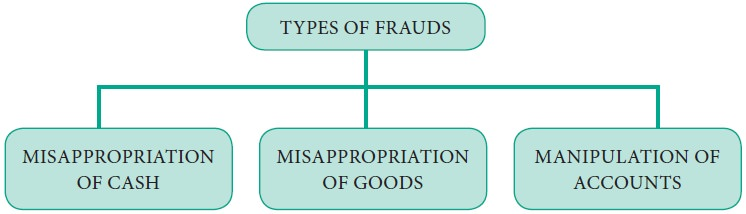 TYPES OF FRAUDS
MISAPPROPRIATION
OF CASH
MISAPPROPRIATION
OF GOODS
MANIPULATION OF
ACCOUNTS